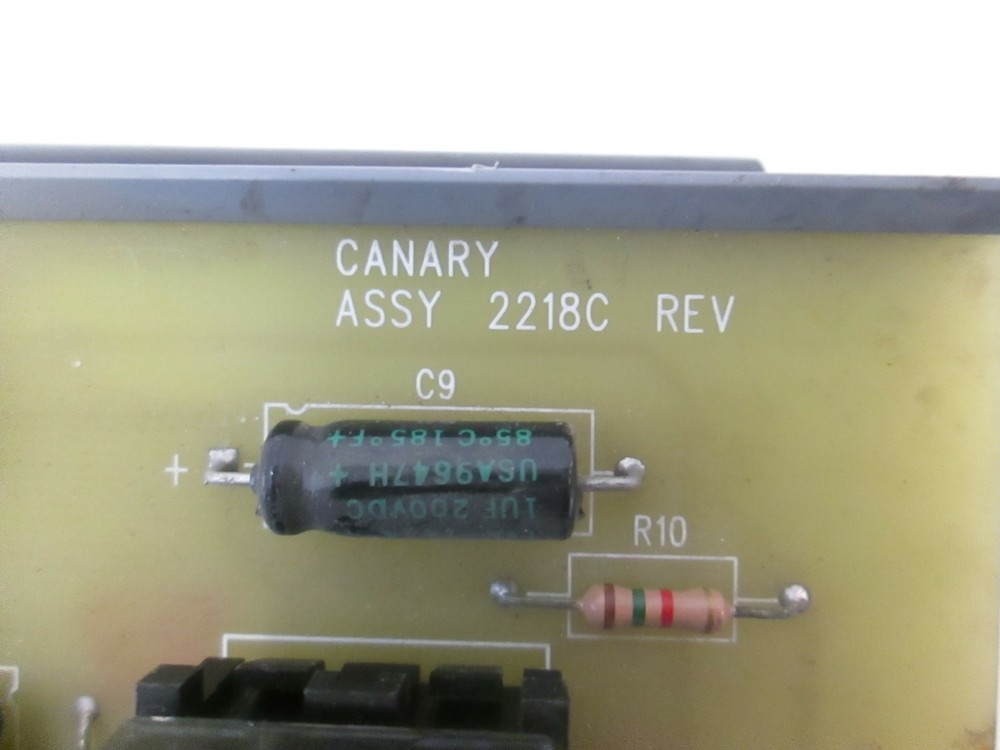 CANARY
ASSY 2218C REV
C9
+
85°C 185°F+
USA9647H +
1UF 200VDC
R10